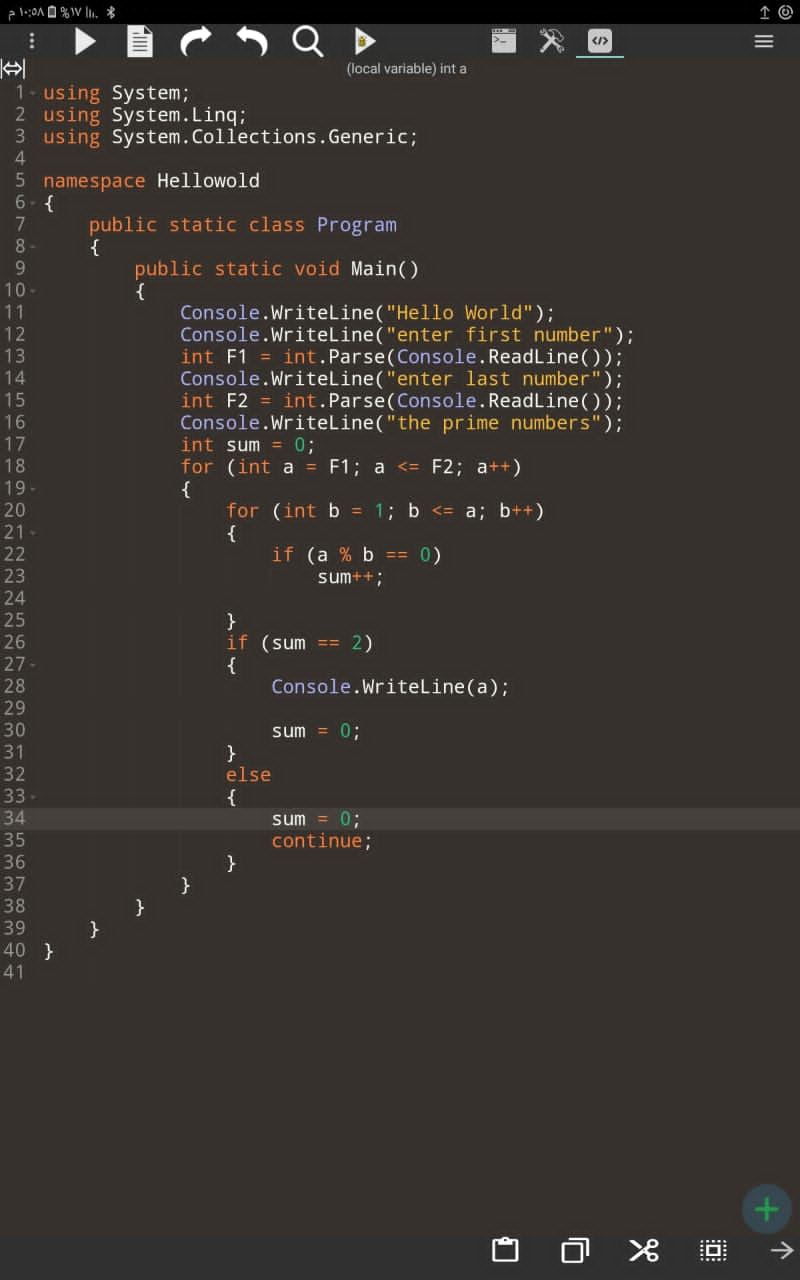 م ١٠:٥٨ %١٧
(local variable) int a
1 using System;
2 using System.Linq;
3 using System.Collections.Generic;
4
5 namespace Hellowold
6 {
7 public static class Program
8 {
9 public static void Main()
10 {
11 Console.WriteLine("Hello World");
12 Console.WriteLine("enter first number");
13 int F1 = int.Parse(Console.ReadLine());
14 Console.WriteLine("enter last number");
15 int F2 = int.Parse(Console.ReadLine());
16 Console.WriteLine("the prime numbers");
17 int sum = 0;
18 for (int a = F1; a <= F2; a++)
19 {
20 for (int b = 1; b <= a; b++)
21 {
22 if (a % b == 0)
23 sum++;
24
25 }
26 if (sum == 2)
27 {
28 Console.WriteLine(a);
29
30 sum = 0;
31 }
32 else
33 {
34 sum = 0;
35 continue;
36 }
37 }
38 }
39 }
40 }
41